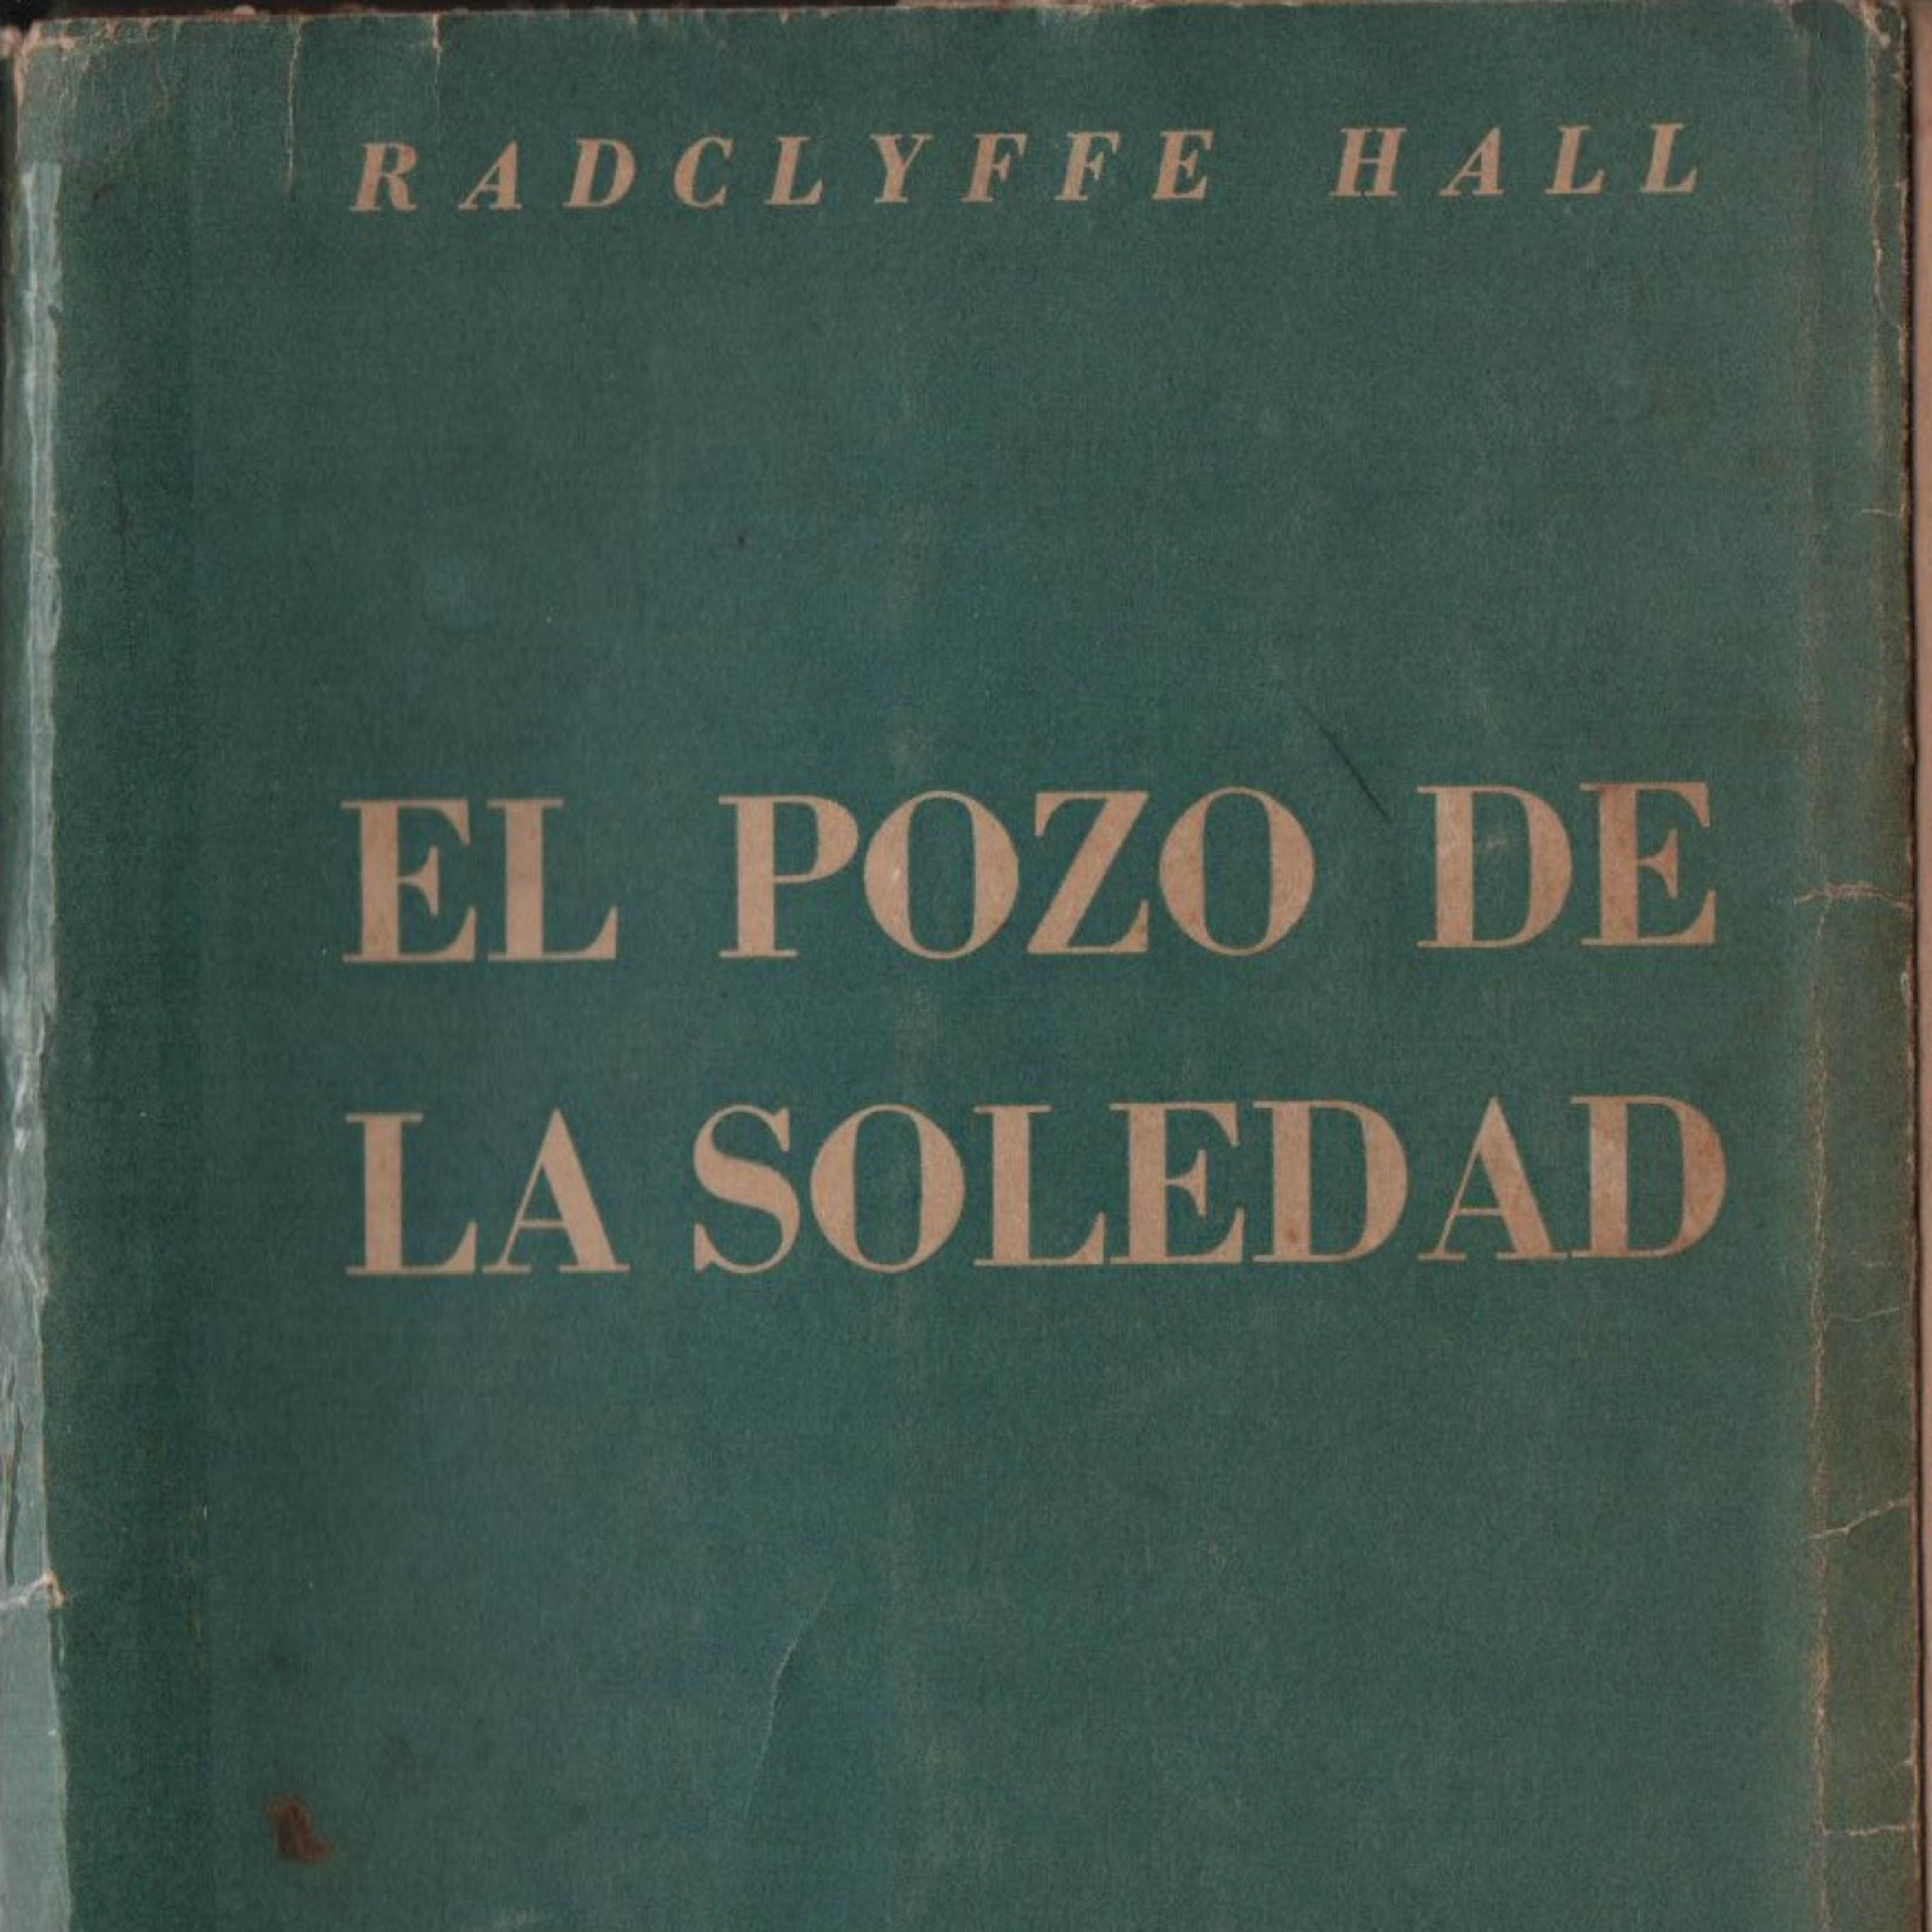 RADCLYFFE HALL
EL POZO DE
LA SOLEDAD